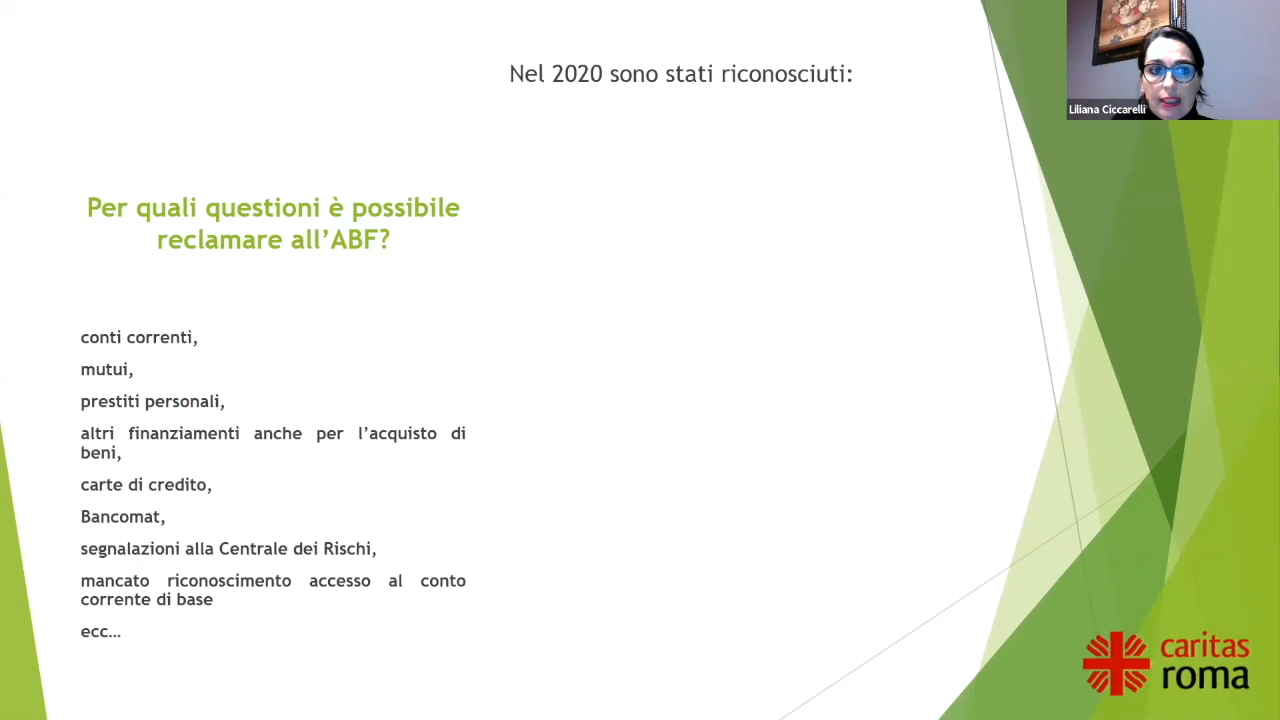 Nel 2020 sono stati riconosciuti:
Liliana Ciccarelli
Per quali questioni è possibile
reclamare all’ABF?
conti correnti,
mutui,
prestiti personali,
altri finanziamenti anche per l’acquisto di
beni,
carte di credito,
Bancomat,
segnalazioni alla Centrale dei Rischi,
mancato riconoscimento accesso al conto
corrente di base
ecc…
caritas
roma